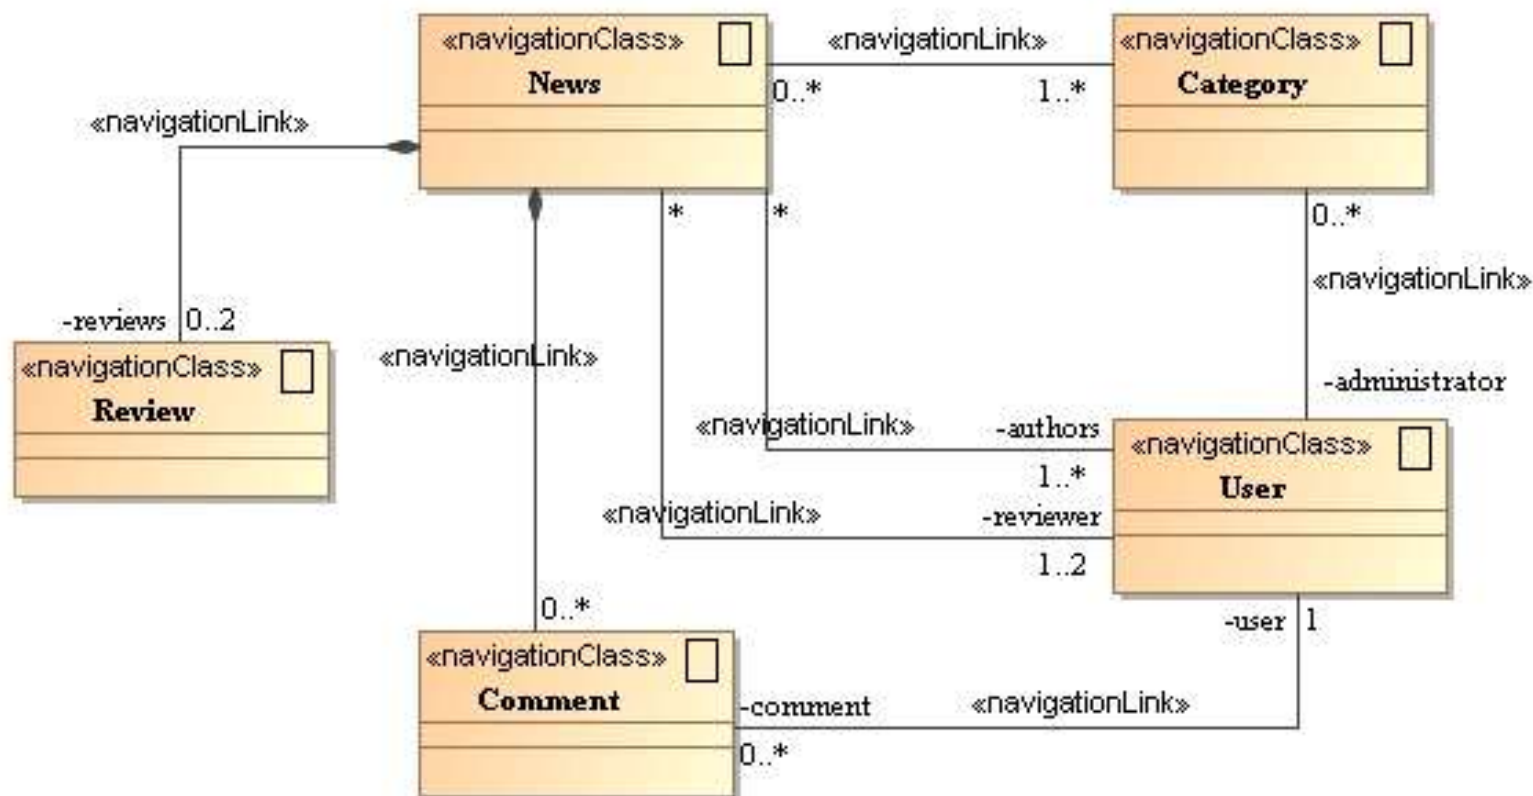 «navigationClass»
News
«navigationLink»
0..*
1..*
«navigationClass»
Category
«navigationLink»
*
*
0..*
«navigationLink»
-reviews
0..2
«navigationClass»
Review
«navigationLink»
-administrator
«navigationLink»
-authors
1..*
«navigationClass»
User
«navigationLink»
-reviewer
1..2
0..*
-user
1
«navigationClass»
Comment
-comment
0..*
«navigationLink»